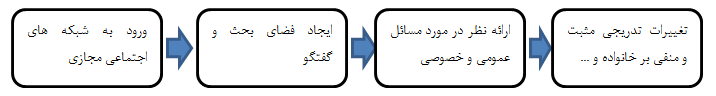 ورود به شبکه های
اجتماعی مجازی
ایجاد فضای بحث و
گفتگو
ارائه نظر در مورد مسائل
عمومی و خصوصی
تغییرات تدریجی مثبت
و منفی بر خانواده و ...